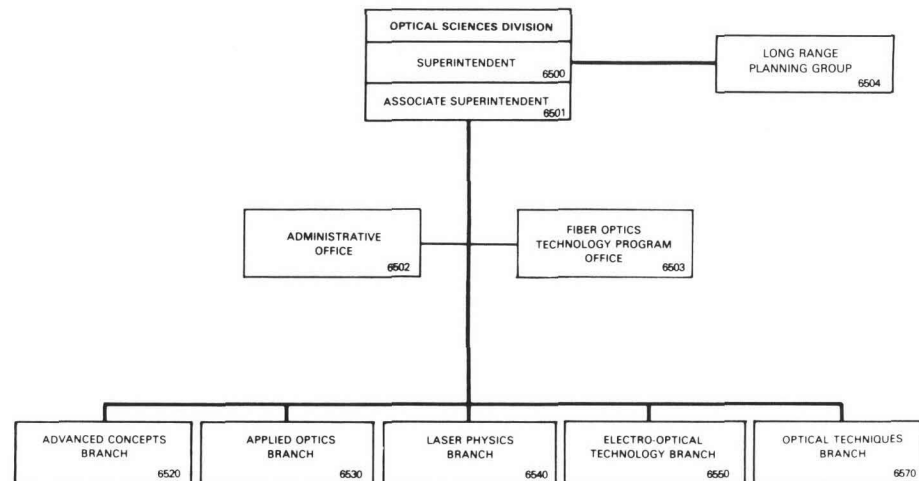 OPTICAL SCIENCES DIVISION
SUPERINTENDENT
6500
ASSOCIATE SUPERINTENDENT
6501
LONG RANGE
PLANNING GROUP
6504
ADMINISTRATIVE
OFFICE
6502
FIBER OPTICS
TECHNOLOGY PROGRAM
OFFICE
6503
ADVANCED CONCEPTS
BRANCH
6520
APPLIED OPTICS
BRANCH
6530
LASER PHYSICS
BRANCH
6540
ELECTRO-OPTICAL
TECHNOLOGY BRANCH
6550
OPTICAL TECHNIQUES
BRANCH
6570